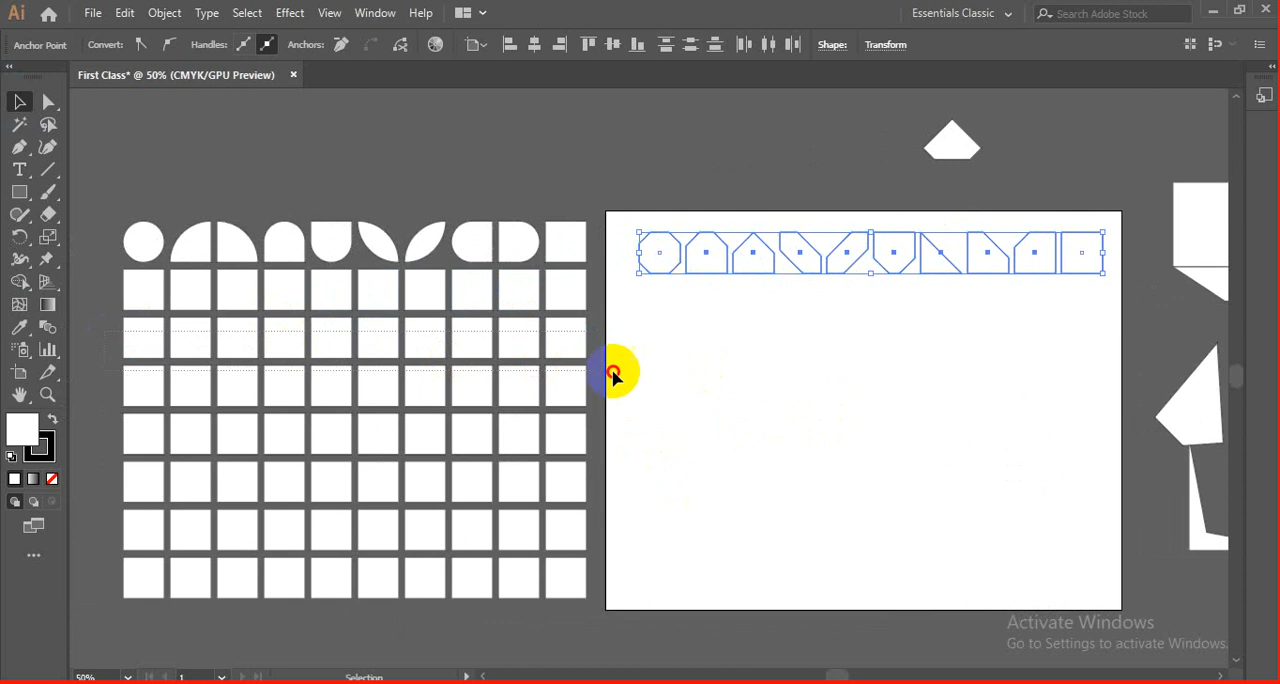 Ai File Edit Object Type Select Effect View Window Help Essentials Classic Search Adobe Stock
Anchor Point Convert: Handles: Anchors: Shape: Transform
First Class* @ 50% (CMYK/GPU Preview) ×
T
Activate Windows
Go to Settings to activate Windows.
50% 1 Selection